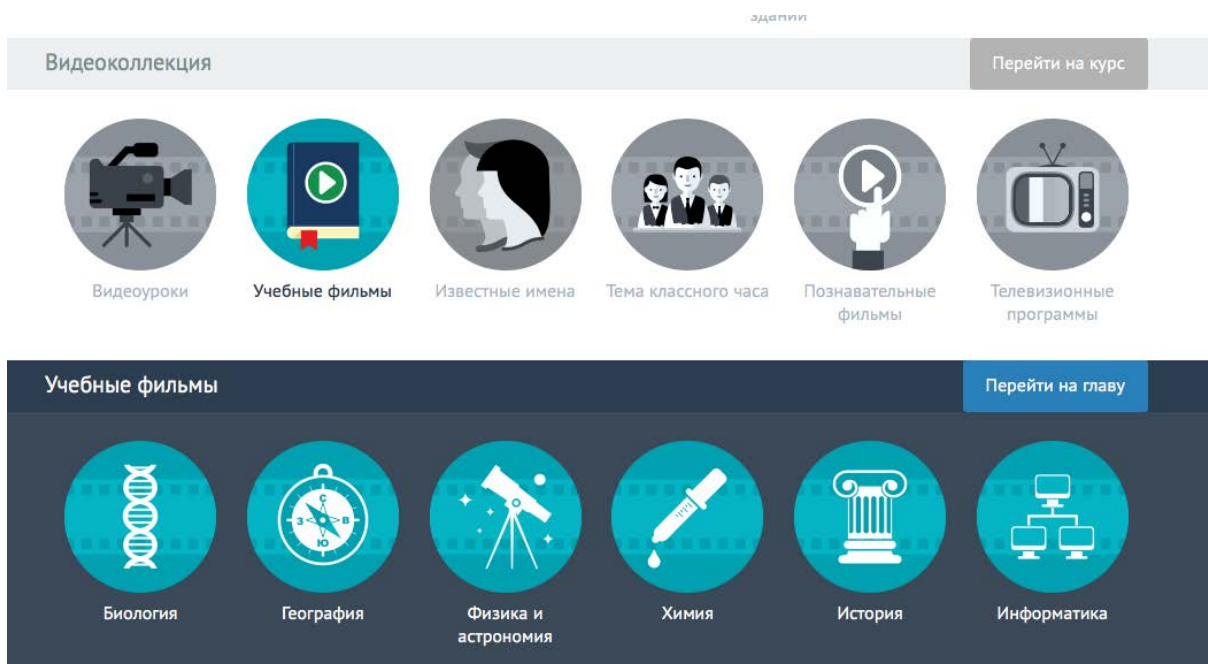 зданий
Видеоколлекция
Перейти на курс
Видеоуроки
Учебные фильмы
Известные имена
Тема классного часа
Познавательные
фильмы
Телевизионные
программы
Учебные фильмы
Перейти на главу
С
З
В
Ю
Биология
География
Физика и
астрономия
Химия
История
Информатика